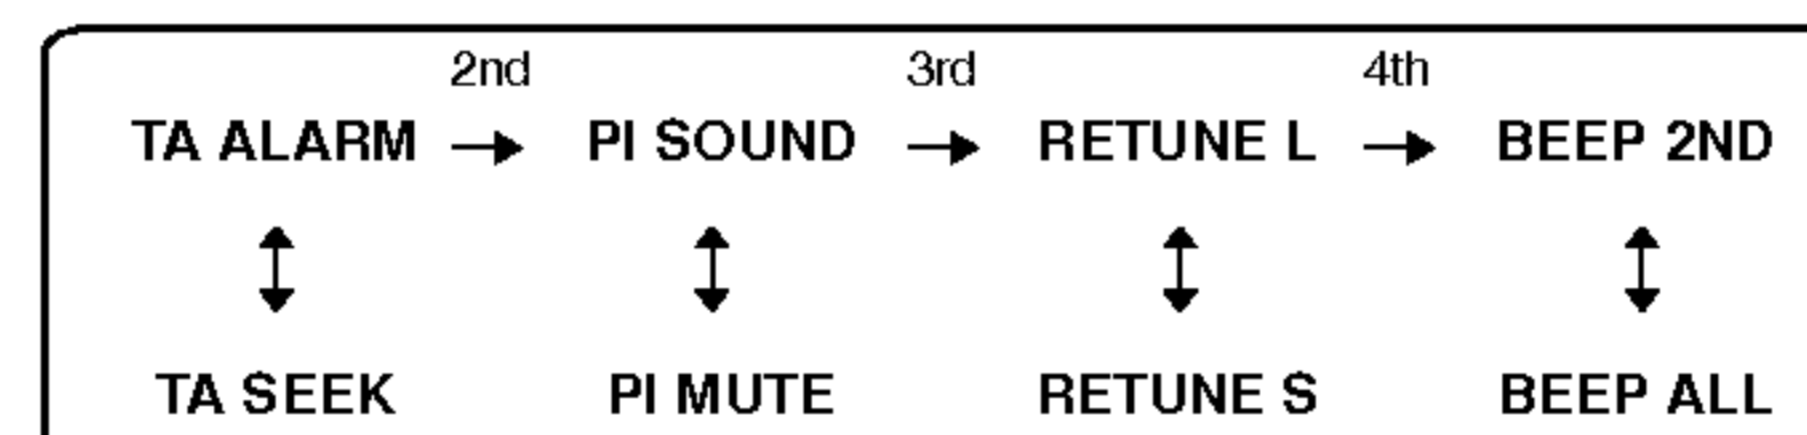 2nd 3rd 4th
TA ALARM PI SOUND RETUNE L BEEP 2ND
TA SEEK PI MUTE RETUNE S BEEP ALL